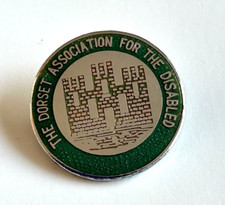 THE DORSET ASSOCIATION FOR THE DISABLED